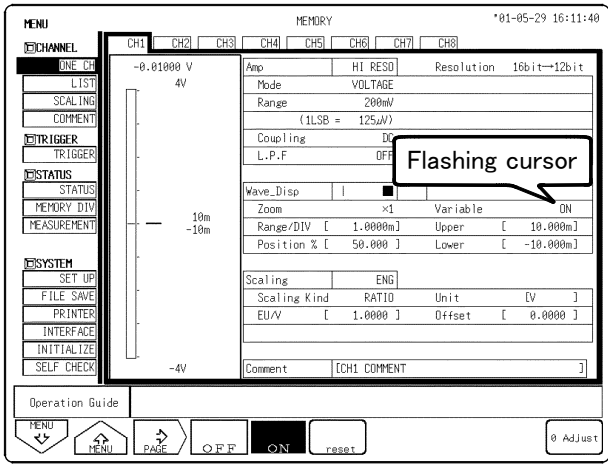 MENU MEMORY '01-05-29 16:11:40
CHANNEL CH1 CH2 CH3 CH4 CH5 CH6 CH7 CH8
ONE CH -0.01000 V Amp HI RESO Resolution 16bit→12bit
LIST 4V Mode VOLTAGE
SCALING Range 200mV
COMMENT (1LSB = 125μV)
Coupling DC
TRIGGER L.P.F OFF
TRIGGER
Flashing cursor
STATUS
STATUS Wave_Disp
MEMORY DIV Zoom ×1 Variable ON
MEASUREMENT 10m Range/DIV [ 1.0000m] Upper [ 10.000m]
-10m Position % [ 50.000 ] Lower [ -10.000m]
SYSTEM
SET UP Scaling ENG
FILE SAVE Scaling Kind RATIO Unit [V ]
PRINTER EU/V [ 1.0000 ] Offset [ 0.0000 ]
INTERFACE
INITIALIZE
SELF CHECK -4V Comment [CH1 COMMENT ]
Operation Guide
MENU MENU PAGE OFF ON reset 0 Adjust